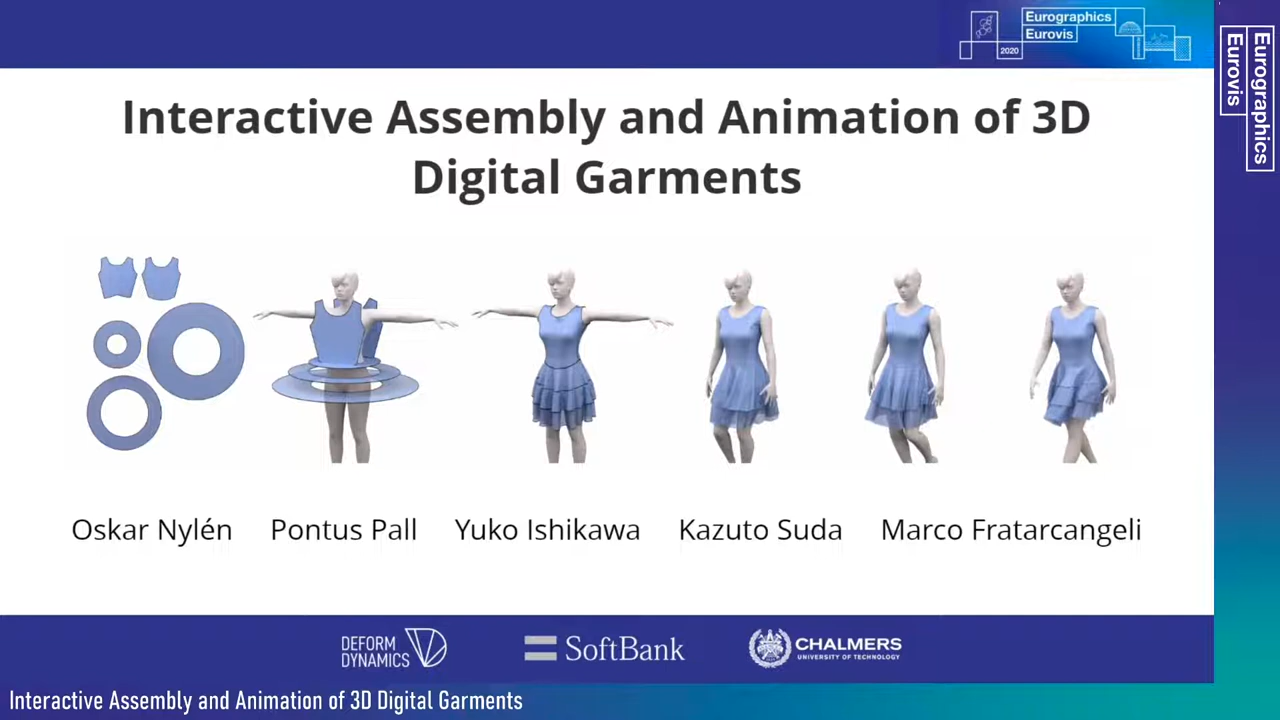 Eurographics
Eurovis
2020
Eurographics
Eurovis
Interactive Assembly and Animation of 3D
Digital Garments
Oskar Nylén Pontus Pall Yuko Ishikawa Kazuto Suda Marco Fratarcangeli
DEFORM
DYNAMICS
SoftBank
CHALMERS
UNIVERSITY OF TECHNOLOGY
Interactive Assembly and Animation of 3D Digital Garments